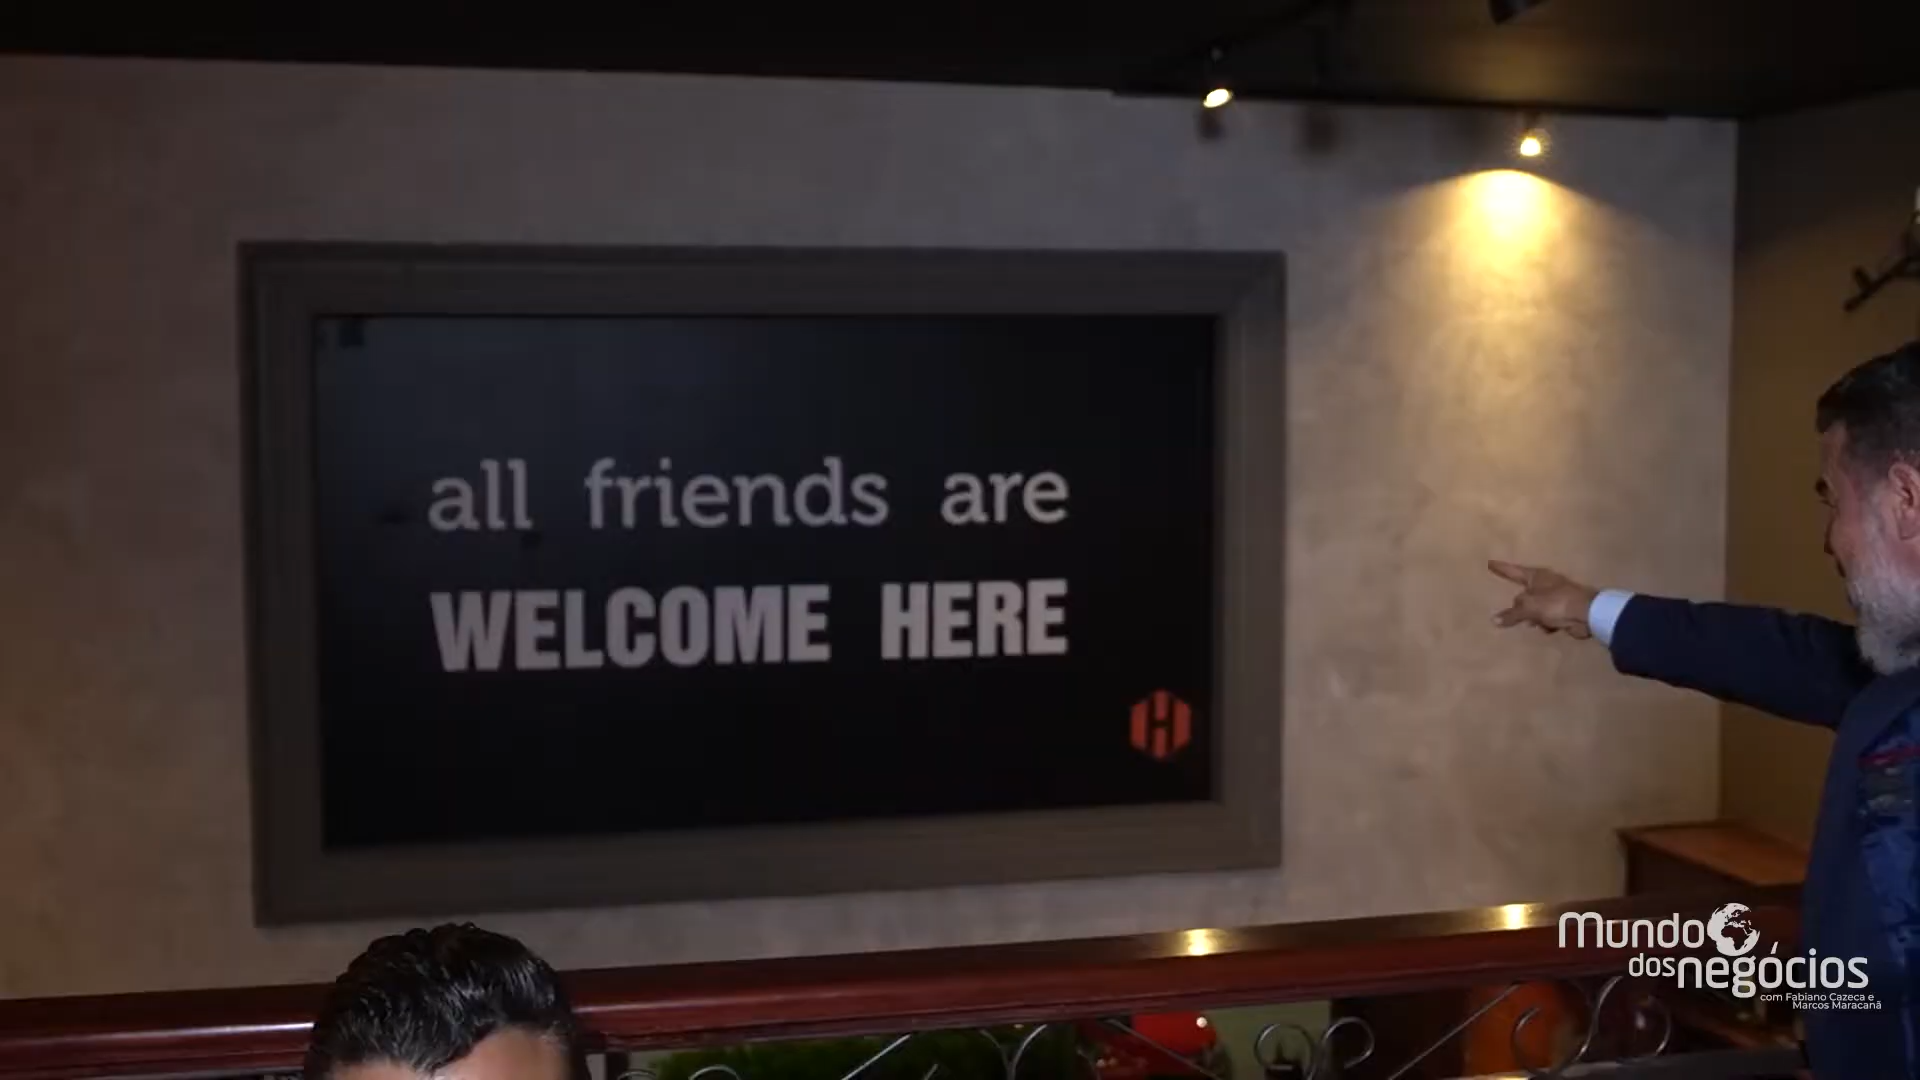 all friends are
WELCOME HERE
H
Mundo
dos negócios
com Fabiano Cazeca e
Marcos Maracanã